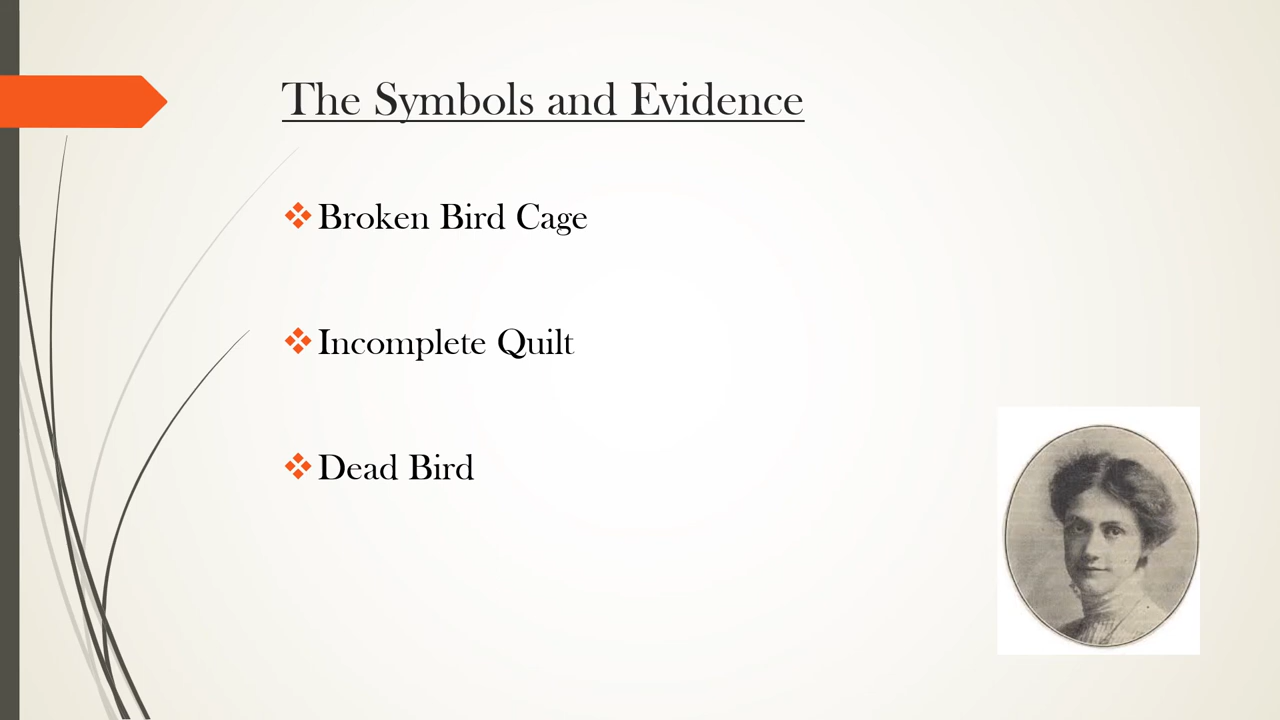 The Symbols and Evidence
Broken Bird Cage
Incomplete Quilt
Dead Bird